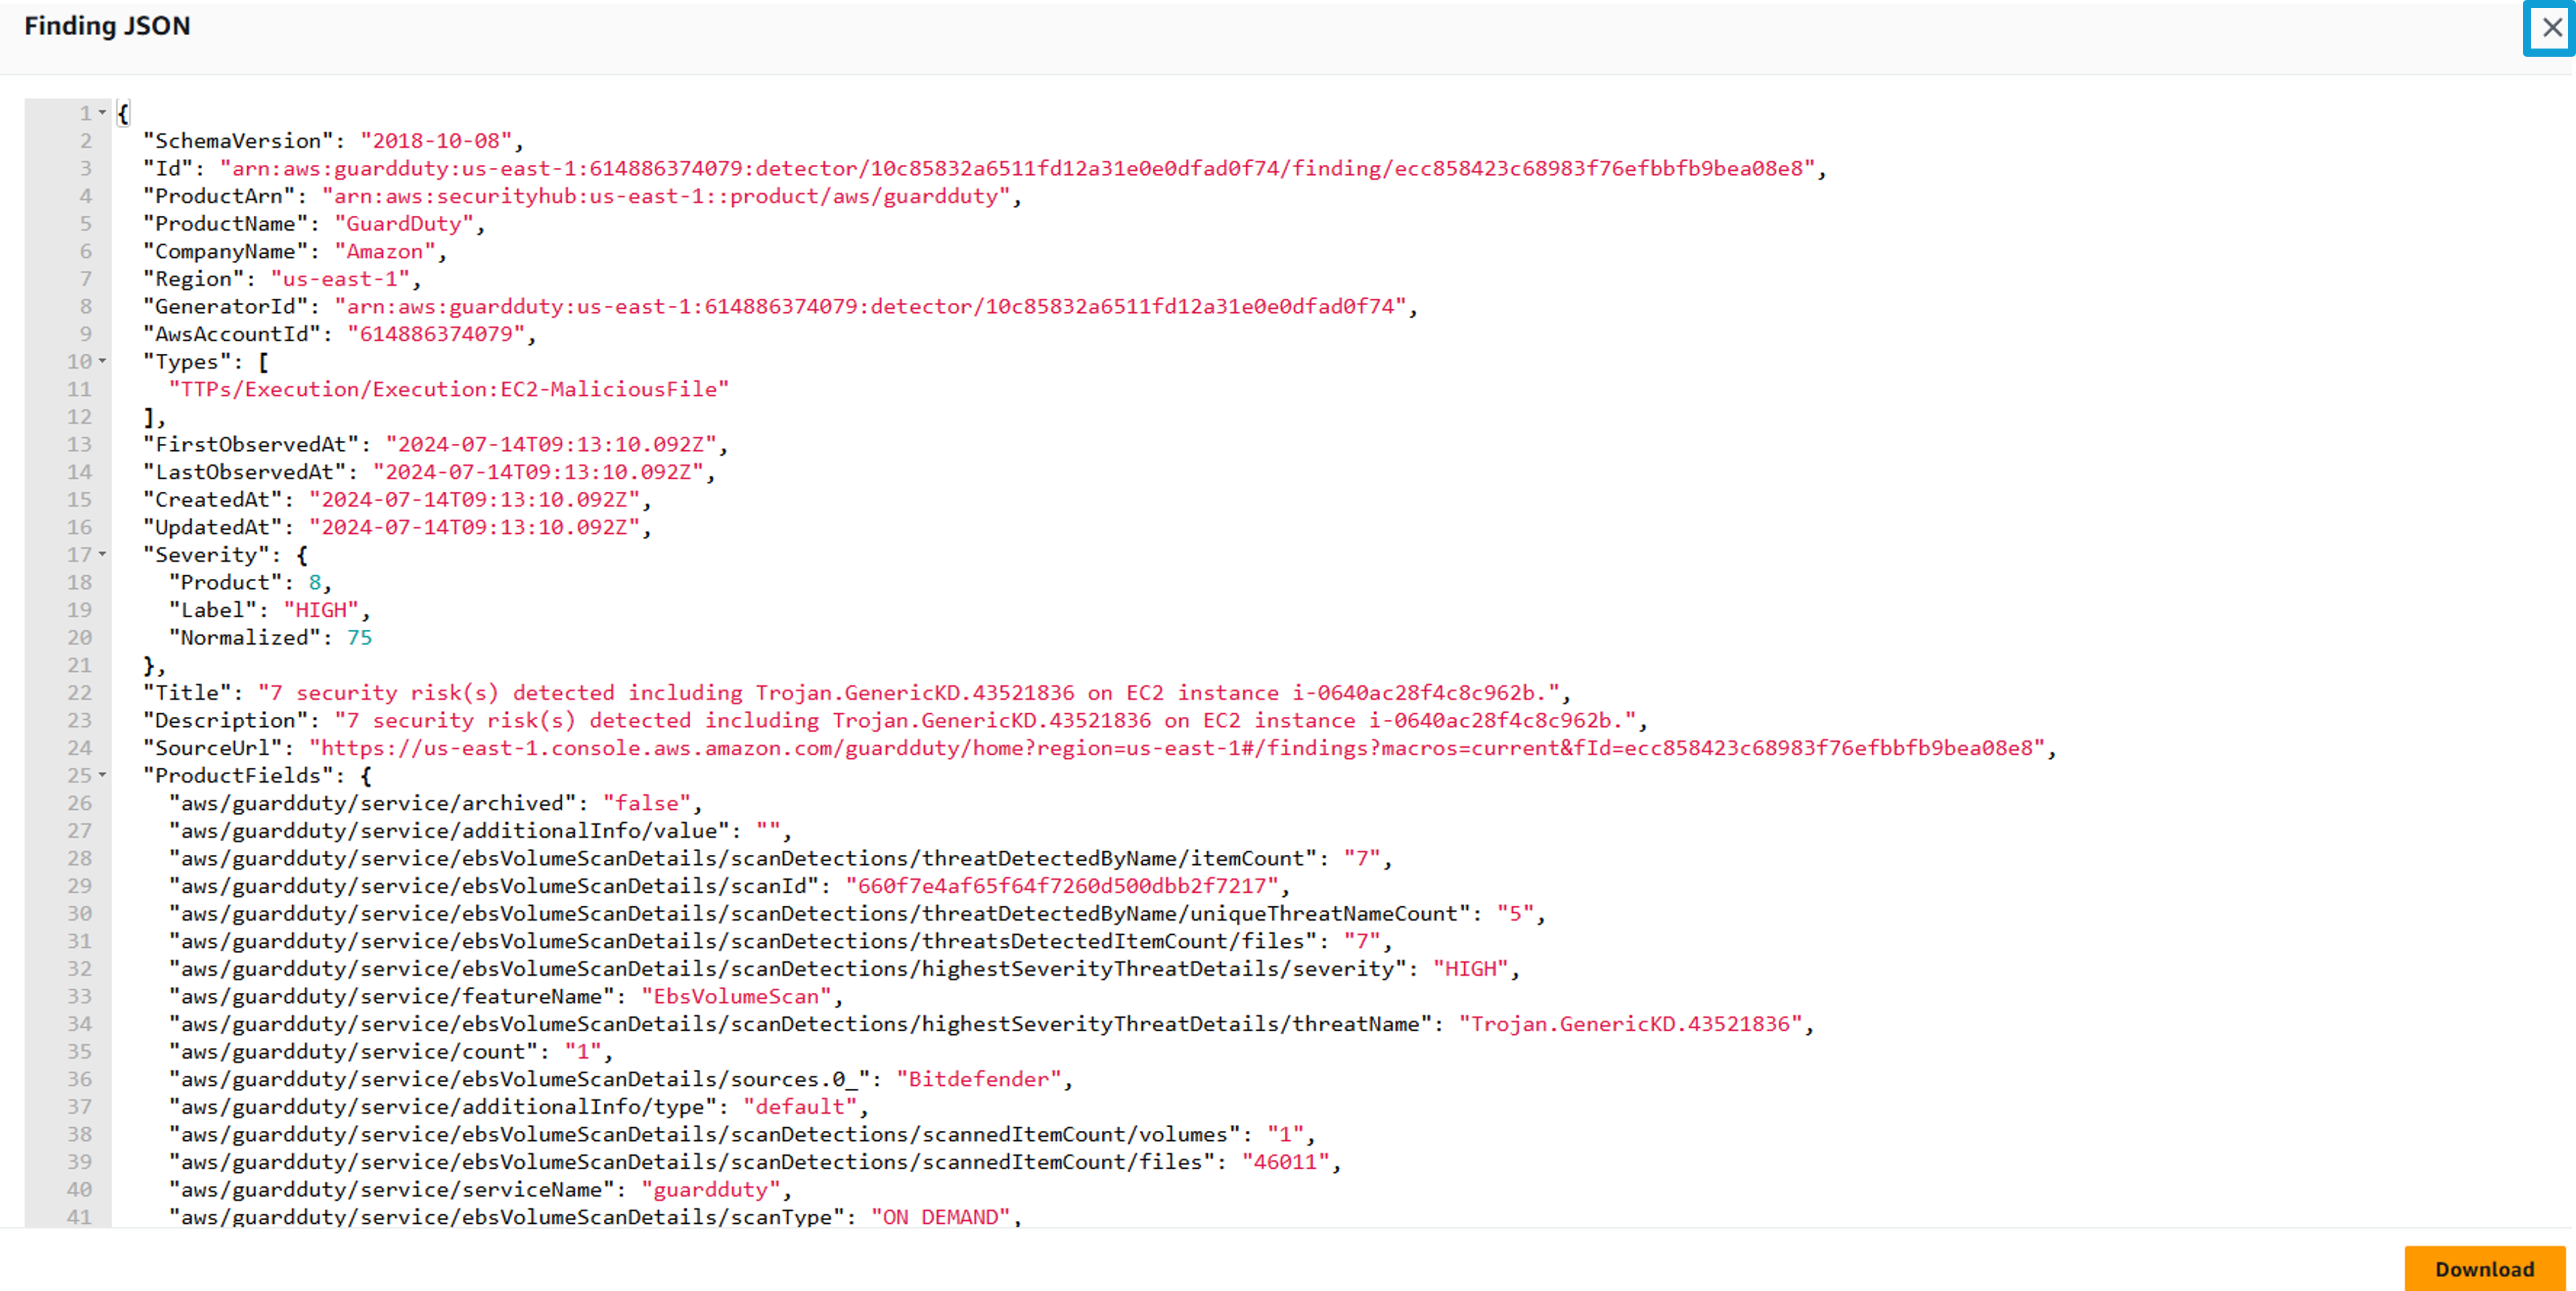 Finding JSON
1 {
2 "SchemaVersion": "2018-10-08",
3 "Id": "arn:aws:guardduty:us-east-1:614886374079:detector/10c85832a6511fd12a31e0e0dfad0f74/finding/ecc858423c68983f76efbbfb9bea08e8",
4 "ProductArn": "arn:aws:securityhub:us-east-1::product/aws/guardduty",
5 "ProductName": "GuardDuty",
6 "CompanyName": "Amazon",
7 "Region": "us-east-1",
8 "GeneratorId": "arn:aws:guardduty:us-east-1:614886374079:detector/10c85832a6511fd12a31e0e0dfad0f74",
9 "AwsAccountId": "614886374079",
10 "Types": [
11 "TTPs/Execution/Execution:EC2-MaliciousFile"
12 ],
13 "FirstObservedAt": "2024-07-14T09:13:10.092Z",
14 "LastObservedAt": "2024-07-14T09:13:10.092Z",
15 "CreatedAt": "2024-07-14T09:13:10.092Z",
16 "UpdatedAt": "2024-07-14T09:13:10.092Z",
17 "Severity": {
18 "Product": 8,
19 "Label": "HIGH",
20 "Normalized": 75
21 },
22 "Title": "7 security risk(s) detected including Trojan.GenericKD.43521836 on EC2 instance i-0640ac28f4c8c962b.",
23 "Description": "7 security risk(s) detected including Trojan.GenericKD.43521836 on EC2 instance i-0640ac28f4c8c962b.",
24 "SourceUrl": "https://us-east-1.console.aws.amazon.com/guardduty/home?region=us-east-1#/findings?macros=current&fId=ecc858423c68983f76efbbfb9bea08e8",
25 "ProductFields": {
26 "aws/guardduty/service/archived": "false",
27 "aws/guardduty/service/additionalInfo/value": "",
28 "aws/guardduty/service/ebsVolumeScanDetails/scanDetections/threatDetectedByName/itemCount": "7",
29 "aws/guardduty/service/ebsVolumeScanDetails/scanId": "660f7e4af65f64f7260d500dbb2f7217",
30 "aws/guardduty/service/ebsVolumeScanDetails/scanDetections/threatDetectedByName/uniqueThreatNameCount": "5",
31 "aws/guardduty/service/ebsVolumeScanDetails/scanDetections/threatsDetectedItemCount/files": "7",
32 "aws/guardduty/service/ebsVolumeScanDetails/scanDetections/highestSeverityThreatDetails/severity": "HIGH",
33 "aws/guardduty/service/featureName": "EbsVolumeScan",
34 "aws/guardduty/service/ebsVolumeScanDetails/scanDetections/highestSeverityThreatDetails/threatName": "Trojan.GenericKD.43521836",
35 "aws/guardduty/service/count": "1",
36 "aws/guardduty/service/ebsVolumeScanDetails/sources.0_": "Bitdefender",
37 "aws/guardduty/service/additionalInfo/type": "default",
38 "aws/guardduty/service/ebsVolumeScanDetails/scanDetections/scannedItemCount/volumes": "1",
39 "aws/guardduty/service/ebsVolumeScanDetails/scanDetections/scannedItemCount/files": "46011",
40 "aws/guardduty/service/serviceName": "guardduty",
41 "aws/guardduty/service/ebsVolumeScanDetails/scanType": "ON_DEMAND",
Download